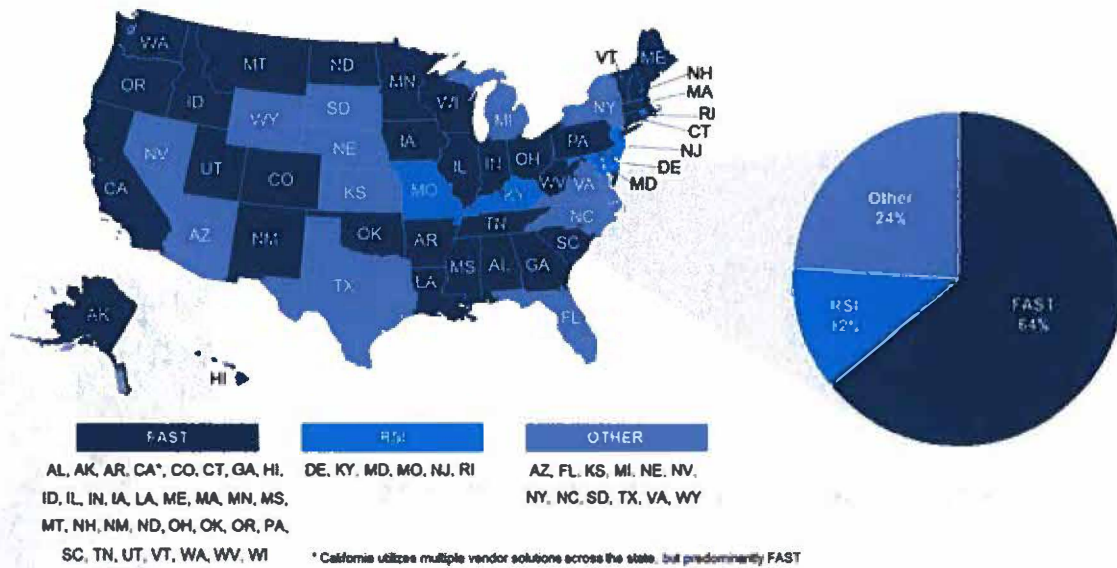 WA
MT
ND
MN
VT
ME
NH
MA
RI
CT
NJ
DE
MD
OR
ID
WY
SD
WI
MI
NY
NV
UT
CO
NE
IA
IL
IN
OH
PA
CA
KS
MO
KY
WV
VA
AZ
NM
OK
AR
TN
NC
SC
TX
LA
MS
AL
GA
FL
AK
HI
Other
24%
RSI
12%
FAST
64%
FAST
RSI
OTHER
AL, AK, AR, CA*, CO, CT, GA, HI,
ID, IL, IN, IA, LA, ME, MA, MN, MS,
MT, NH, NM, ND, OH, OK, OR, PA,
SC, TN, UT, VT, WA, WV, WI
DE, KY, MD, MO, NJ, RI
AZ, FL, KS, MI, NE, NV,
NY, NC, SD, TX, VA, WY
* California utilizes multiple vendor solutions across the state, but predominantly FAST